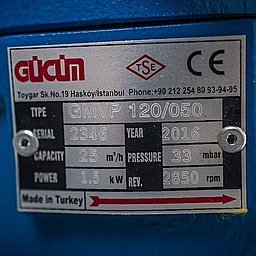 GÜÇÜM TSE CE
Toygar Sk.No.19 Hasköy/İstanbul Phone:+90 212 254 80 93-94-95
TYPE GMVP 120/050
SERIAL 2346 YEAR 2016
CAPACITY 25 m³/h PRESSURE 33 mbar
POWER 1.5 kW REV. 2850 rpm
Made in Turkey